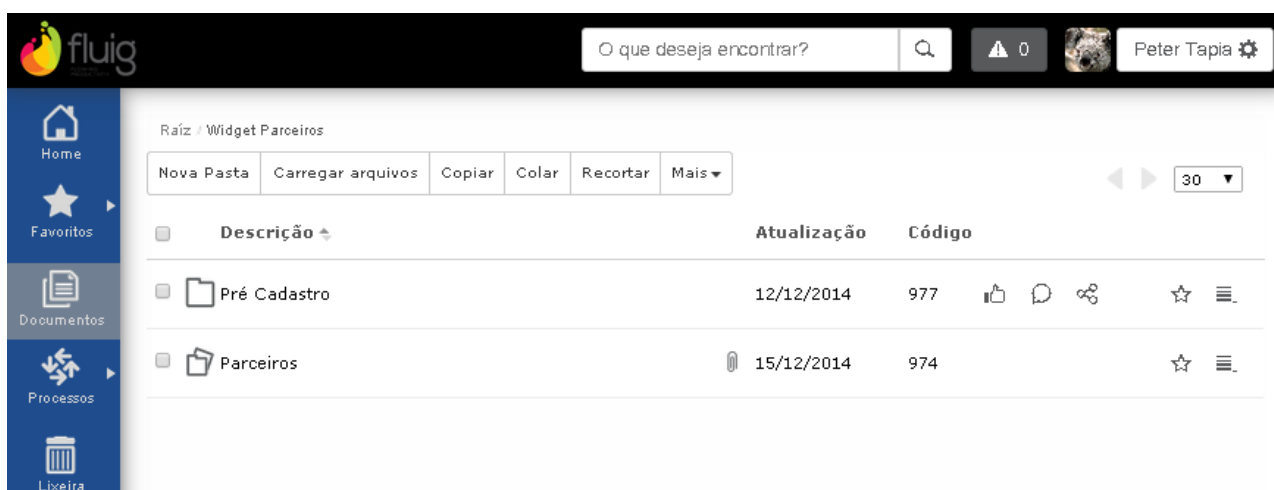 fluig
O que deseja encontrar?
0
Peter Tapia
Home
Favoritos
Documentos
Processos
Lixeira
Raíz / Widget Parceiros
Nova Pasta Carregar arquivos Copiar Colar Recortar Mais
30
Descrição Atualização Código
Pré Cadastro 12/12/2014 977
Parceiros 15/12/2014 974